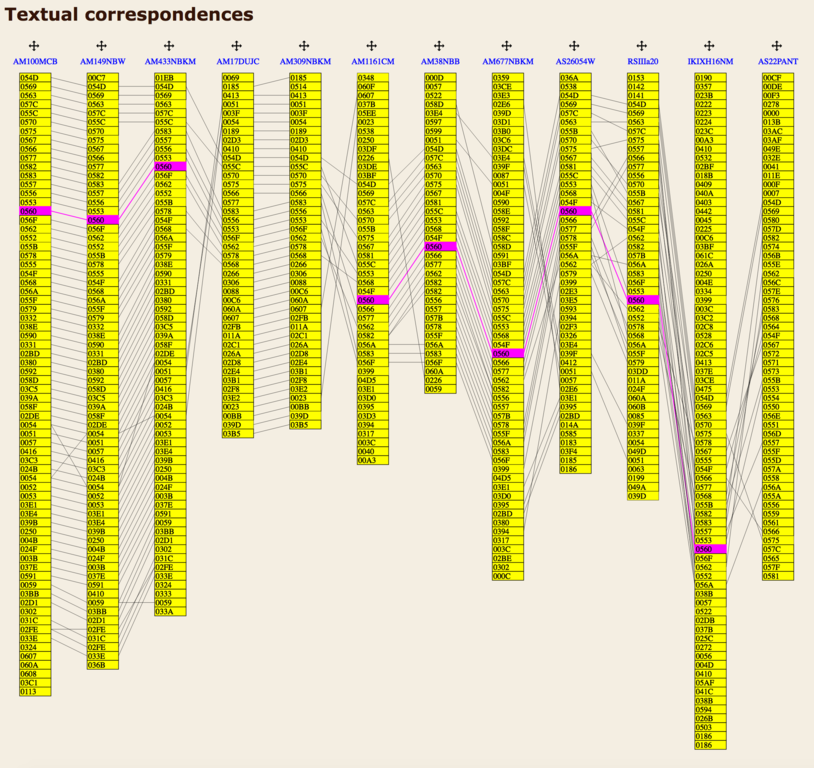 Textual correspondences
AM100MCB AM149NBW AM433NBKM AM17DUJC AM309NBKM AM1161CM AM38NBB AM677NBKM AS26054W RSIIIa20 IKIXH16NM AS22PANT
054D 00C7 01EB 0069 0185 0348 000D 0359 036A 0153 0190 00CF
0569 054D 054D 0185 0514 060F 0057 03CE 0538 0142 0357 00DE
0563 0569 0569 0413 0413 0607 0522 03E3 054D 0141 023B 00F3
057C 0563 0563 0051 0051 037B 058D 02E6 0569 054D 0222 0278
055C 057C 057C 003F 003F 05EE 03E4 039D 057C 0569 0223 0000
0570 055C 055C 0054 0054 0023 0597 03D1 0563 0563 0224 013B
0575 0570 0583 0189 0189 0538 0599 03B0 055B 057C 023C 03AC
0567 0575 0557 02D3 02D3 0250 0051 03C6 0570 0575 00A3 03AF
0566 0566 0556 0410 0410 03DF 054D 03DC 0575 0557 0410 049E
0577 0577 0553 054D 054D 0226 057C 03E4 0567 0566 0532 032E
0582 0582 0560 055C 055C 03DE 0563 039F 0581 0577 02BF 0041
0583 0583 056F 0570 0570 03BF 0570 0087 055C 0556 018B 011E
0557 0557 0562 0575 0575 054D 0575 0051 0553 0570 0409 000F
0556 0556 0552 0566 0566 0569 0567 004F 0568 055B 040A 0007
0553 0553 055B 0577 0583 057C 0581 0590 054F 0567 0403 054D
0560 0560 0578 0583 0556 0563 055C 058E 0560 0581 0442 0569
056F 056F 054F 0556 0553 0570 0553 0592 0566 055C 0045 0580
0562 0562 0568 0553 056F 055B 0568 058F 0577 054F 0225 057D
0552 0552 056A 056F 0562 0575 054F 058C 0578 0562 00C6 0582
055B 055B 055F 0562 0578 0567 0560 058D 055F 0582 03BF 0574
0578 0578 0579 0578 0568 0581 0566 0591 056A 057B 061C 056B
0555 0555 038E 0568 0266 055C 0577 03BF 056F 056A 026A 055E
054F 054F 0590 0266 0306 0553 0562 054D 0562 0583 0250 0562
0568 0568 0331 0306 0088 0568 0582 057C 0579 056F 004E 056C
056A 056A 02BD 0088 00C6 054F 0582 0563 02E3 0553 0334 057E
055F 055F 0380 00C6 060A 0560 0556 0570 03E5 0560 0399 0576
0579 0579 0592 060A 0607 0566 057B 0575 0593 0562 003C 0583
0332 0332 058D 0607 02FB 0577 0578 055C 0394 0552 03C2 0568
038E 038E 03C5 02FB 02FB 0562 0555 0553 02F3 0578 02C8 0564
0590 0590 039A 011A 02C1 0582 056F 0568 0326 0568 0528 054F
0331 0331 058F 02C1 026A 056A 0583 054F 03E4 056A 02C6 0572
02BD 02BD 02DE 026A 02D8 0583 056F 0560 039F 055F 02C5 0571
0380 0380 0054 02D8 02E4 056F 060A 0566 0412 0579 0413 0567
0592 0592 0051 02E4 03B1 0399 0226 0577 0051 03DD 037E 0573
058D 058D 0057 03B1 02F8 04D5 0059 0562 0057 011A 03CE 055B
03C5 03C5 0416 02F8 03E2 03E1 0582 02E6 024F 0475 0553
039A 039A 03C3 03E2 0023 03D0 0556 03E1 060A 054D 0554
058F 058F 024B 0023 00BB 0395 0557 0395 060B 0569 0550
02DE 02DE 0054 00BB 039D 03D3 057B 02BD 0085 0563 056E
0054 0054 0052 039D 03B5 0394 0578 014A 039F 0570 0551
0051 0051 0053 03B5 0317 055F 0585 0337 0575 056D
0057 0057 03E1 003C 056A 0183 0054 0578 0557
0416 0416 03E4 0040 0583 03F4 049D 0567 055F
03C3 03C3 039B 00A3 056F 0185 0051 0555 055D
024B 024B 0250 0399 0186 0063 054F 057A
0054 0054 004B 04D5 0199 0566 0558
0052 0052 024F 03E1 049A 0577 056A
0053 0053 003B 03D0 039D 0568 055A
03E1 03E1 037E 0395 055B 0556
03E4 03E4 0591 02BD 0582 0559
039B 039B 0059 0380 0583 0561
0250 0250 03BB 0394 0557 0566
004B 004B 02D1 0317 0553 0575
024F 024F 0302 003C 0560 057C
003B 003B 031C 02BE 056F 0565
037E 037E 02FE 0302 0562 057F
0591 0591 033E 000C 0552 0581
0059 0410 0324 056A
03BB 0059 0333 038B
02D1 03BB 0059 0057
0302 02D1 033A 0522
031C 02FE 02DB
02FE 031C 037B
033E 02FE 025C
0324 033E 0272
0607 036B 0056
060A 004D
0608 0410
03C1 05AF
0113 041C
038B
0594
026B
0503
0186
0186